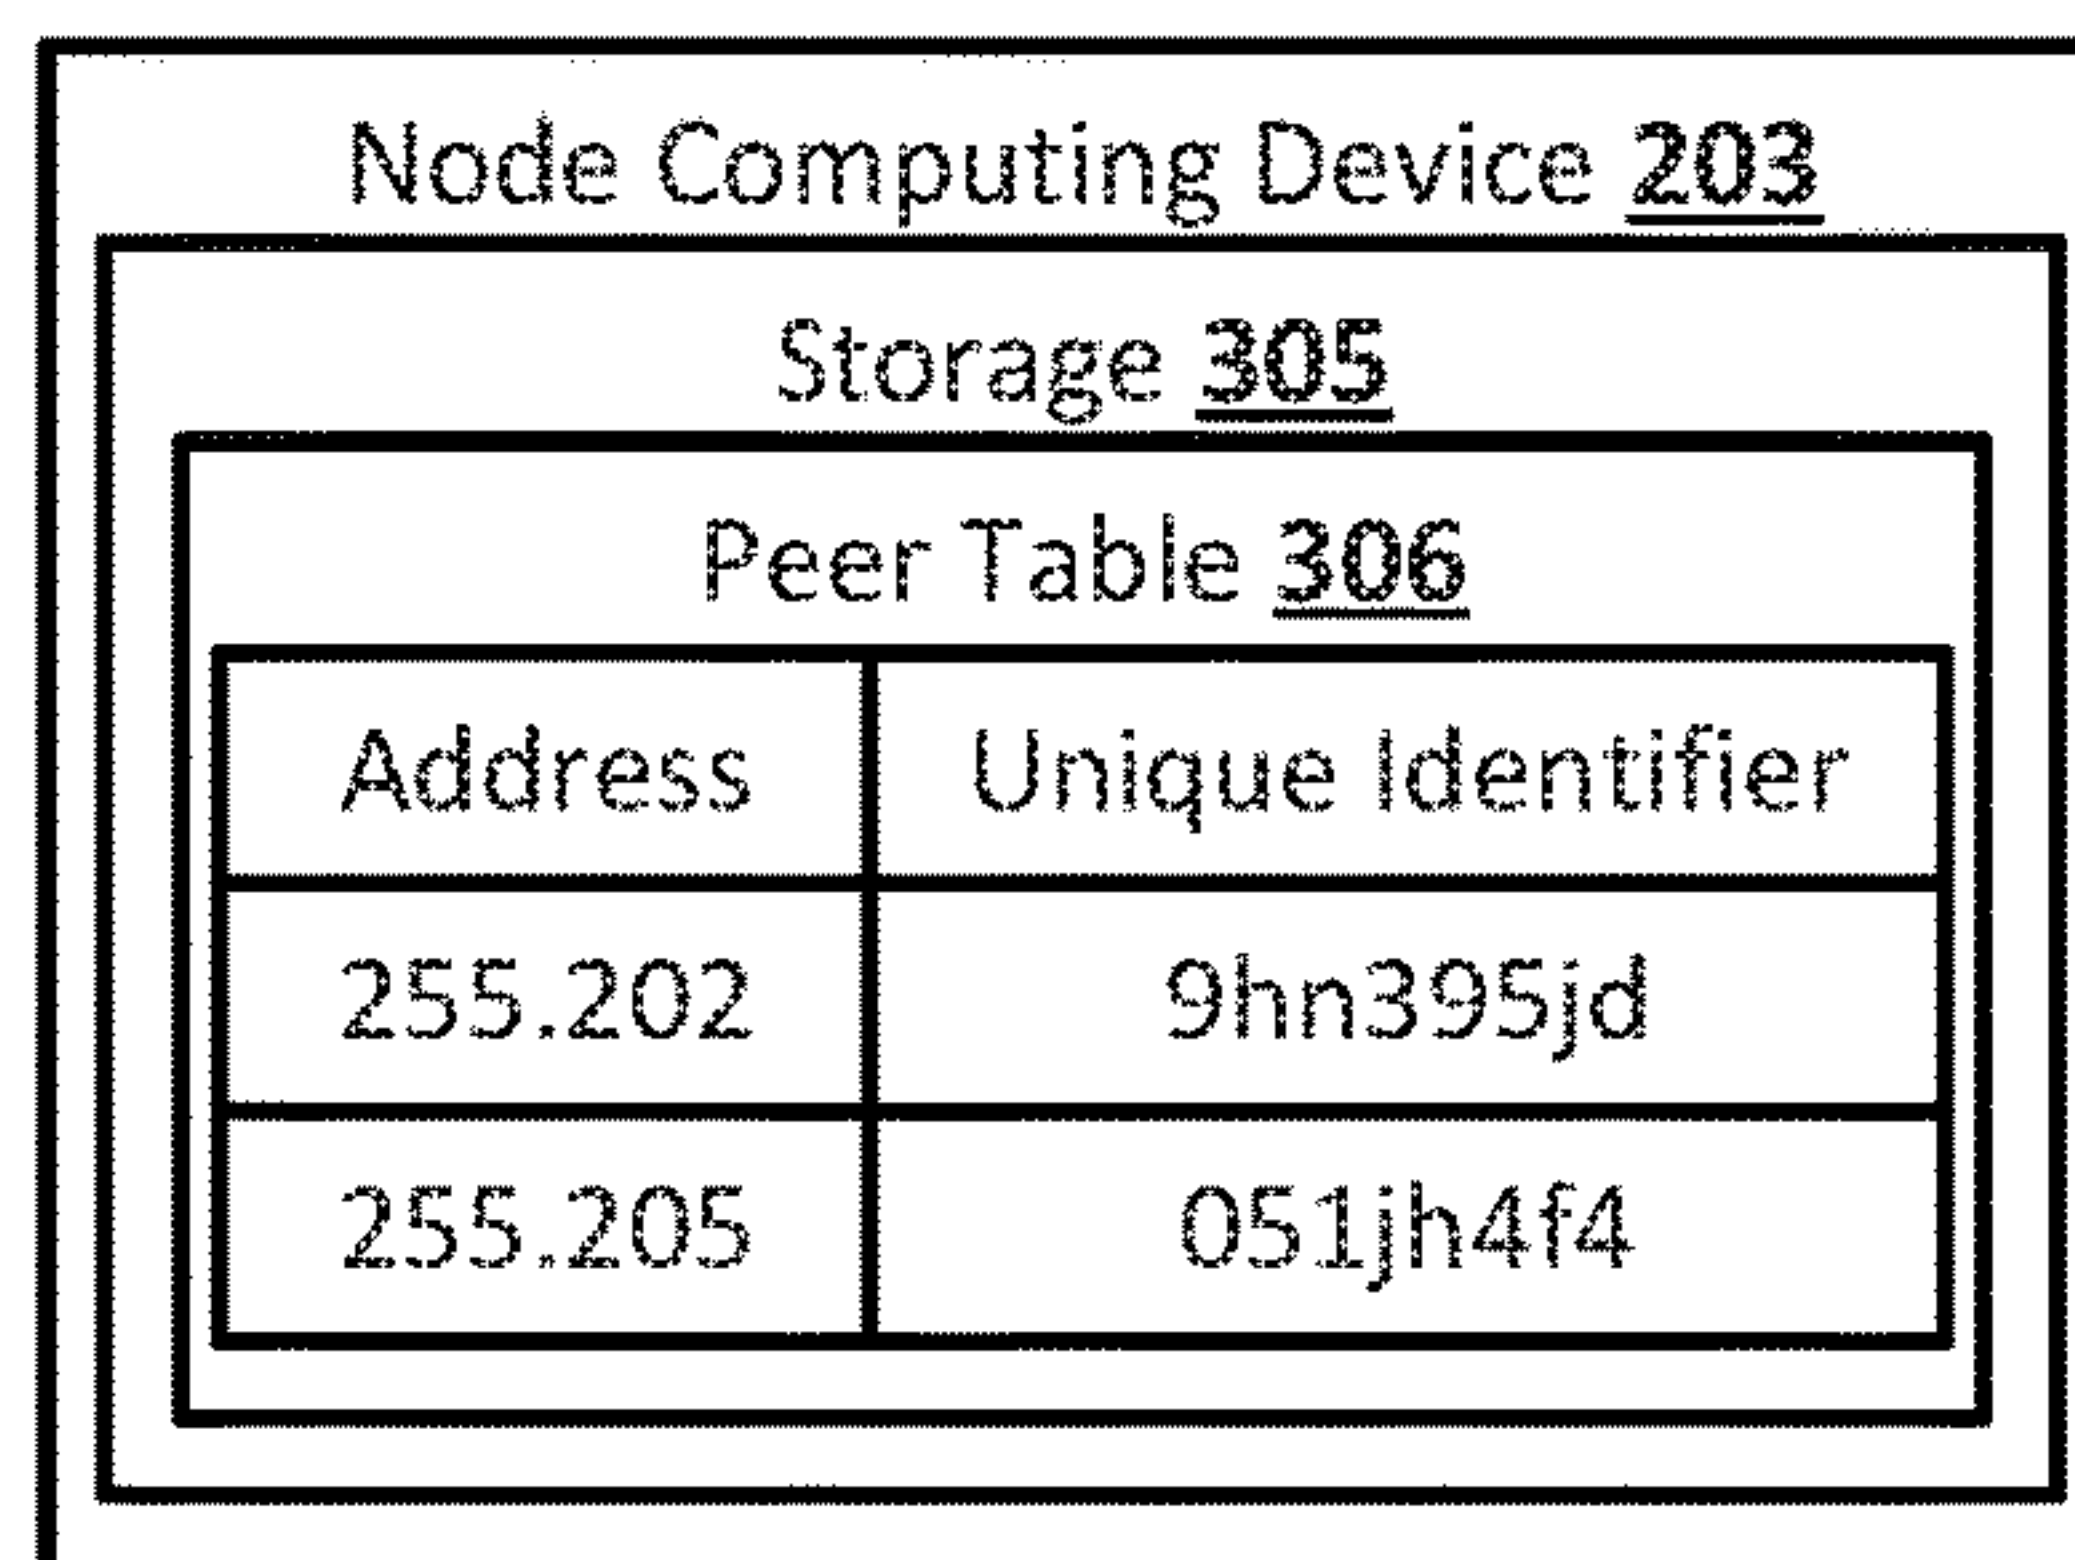 Node Computing Device 203
Storage 305
Peer Table 306
Address Unique Identifier
255.202 9hn395jd
255.205 051jh4f4